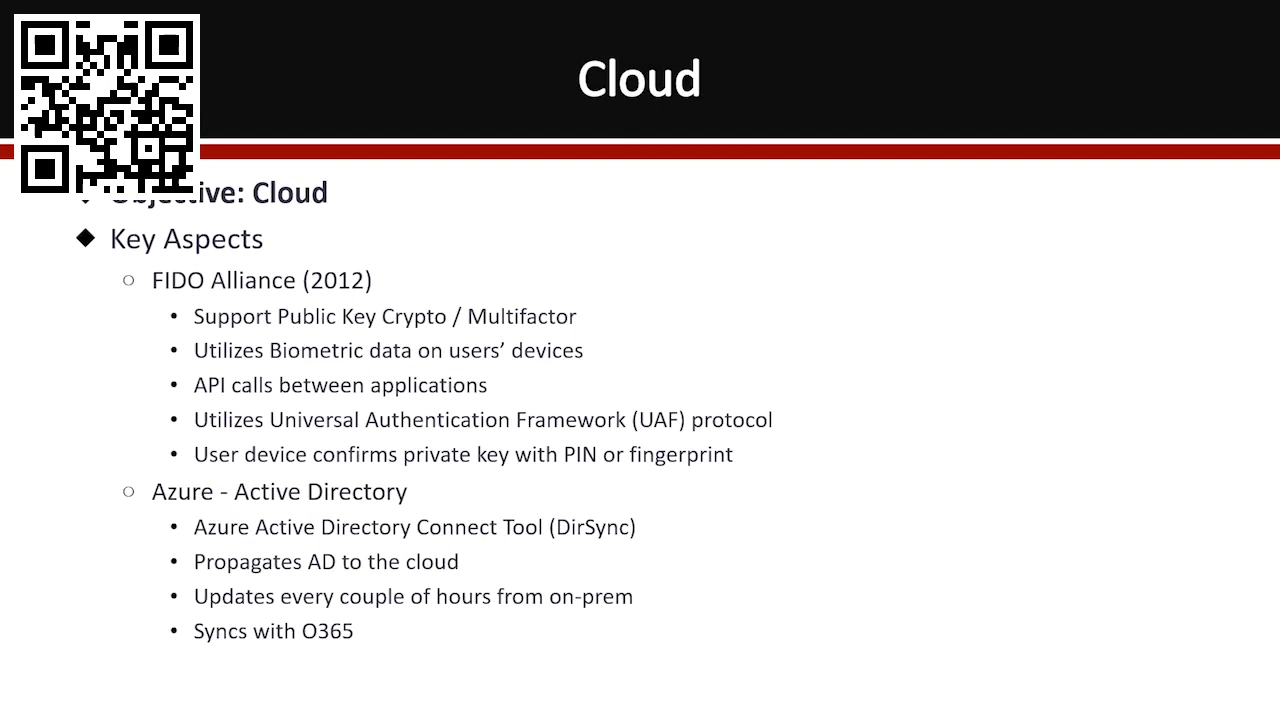 Cloud
Objective: Cloud
Key Aspects
FIDO Alliance (2012)
Support Public Key Crypto / Multifactor
Utilizes Biometric data on users’ devices
API calls between applications
Utilizes Universal Authentication Framework (UAF) protocol
User device confirms private key with PIN or fingerprint
Azure - Active Directory
Azure Active Directory Connect Tool (DirSync)
Propagates AD to the cloud
Updates every couple of hours from on-prem
Syncs with O365